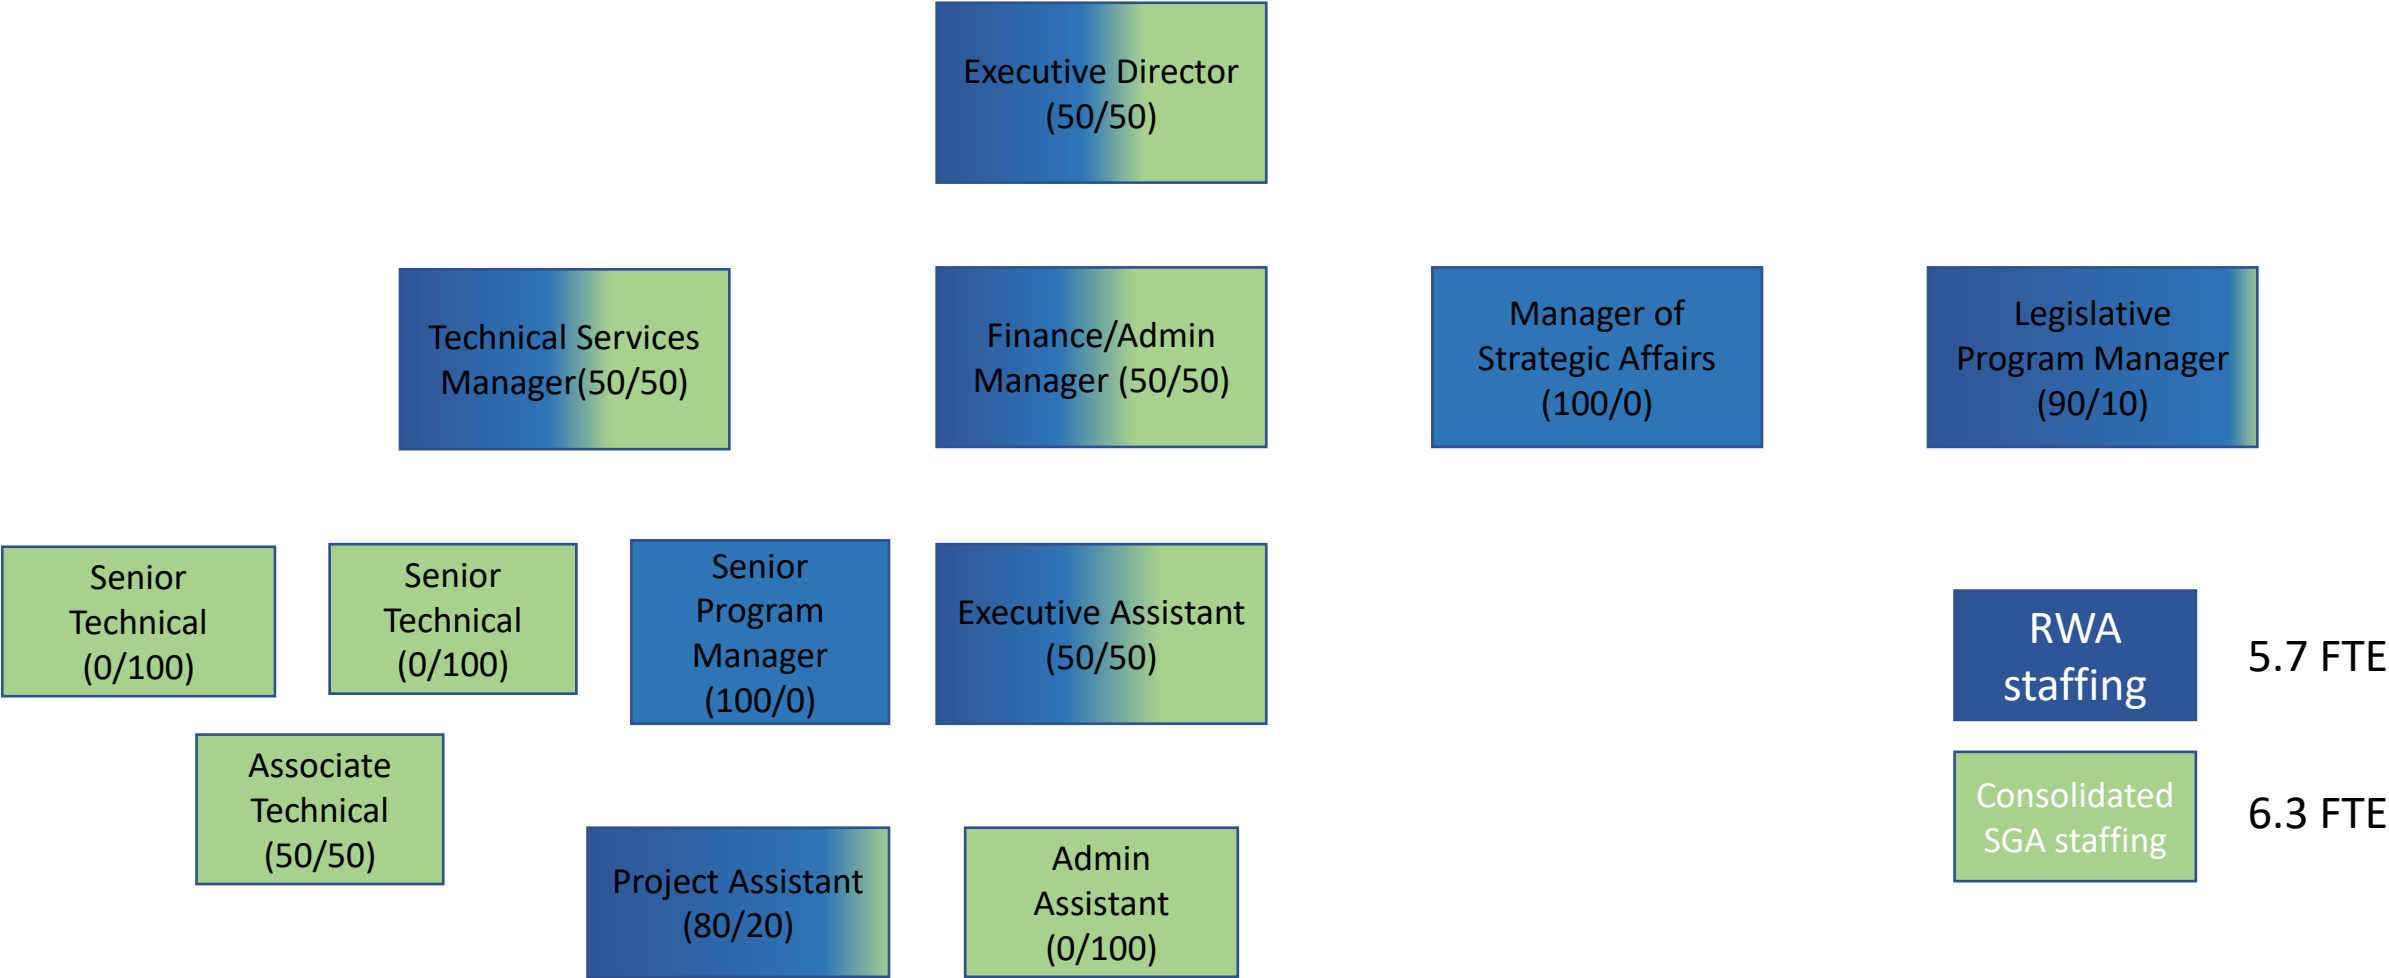 Executive Director
(50/50)
Technical Services
Manager(50/50)
Finance/Admin
Manager (50/50)
Manager of
Strategic Affairs
(100/0)
Legislative
Program Manager
(90/10)
Senior
Technical
(0/100)
Senior
Technical
(0/100)
Senior
Program
Manager
(100/0)
Executive Assistant
(50/50)
RWA
staffing
5.7 FTE
Associate
Technical
(50/50)
Consolidated
SGA staffing
6.3 FTE
Project Assistant
(80/20)
Admin
Assistant
(0/100)